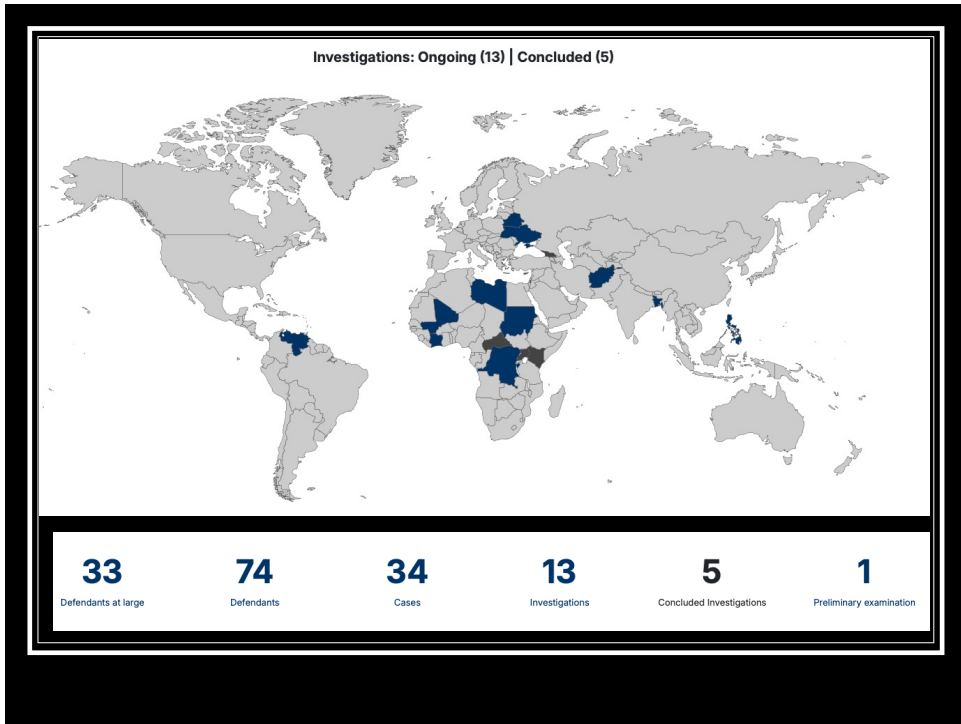 Investigations: Ongoing (13) | Concluded (5)
33
Defendants at large
74
Defendants
34
Cases
13
Investigations
5
Concluded Investigations
1
Preliminary examination